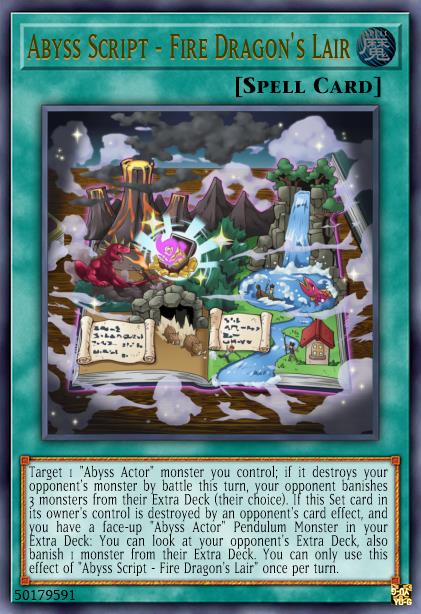 Abyss Script - Fire Dragon's Lair
[Spell Card]
Target 1 "Abyss Actor" monster you control; if it destroys your
opponent's monster by battle this turn, your opponent banishes
3 monsters from their Extra Deck (their choice). If this Set card in
its owner's control is destroyed by an opponent's card effect, and
you have a face-up "Abyss Actor" Pendulum Monster in your
Extra Deck: You can look at your opponent's Extra Deck, also
banish 1 monster from their Extra Deck. You can only use this
effect of "Abyss Script - Fire Dragon's Lair" once per turn.
50179591